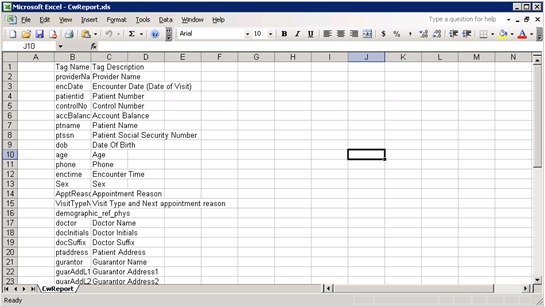 Microsoft Excel - CwReport.xls
File Edit View Insert Format Tools Data Window Help Type a question for help
Arial 10 B I U
J10 fx
A B C D E F G H I J K L M N
1 Tag Name Tag Description
2 providerNa Provider Name
3 encDate Encounter Date (Date of Visit)
4 patientid Patient Number
5 controlNo Control Number
6 accBalanc Account Balance
7 ptname Patient Name
8 ptssn Patient Social Security Number
9 dob Date Of Birth
10 age Age
11 phone Phone
12 enctime Encounter Time
13 Sex Sex
14 ApptReaso Appointment Reason
15 VisitTypeN Visit Type and Next appointment reason
16 demographic_ref_phys
17 doctor Doctor Name
18 docInitials Doctor Initials
19 docSuffix Doctor Suffix
20 ptaddress Patient Address
21 gurantor Guarantor Name
22 guarAddL1 Guarantor Address1
23 guarAddL2 Guarantor Address2
CwReport
Ready